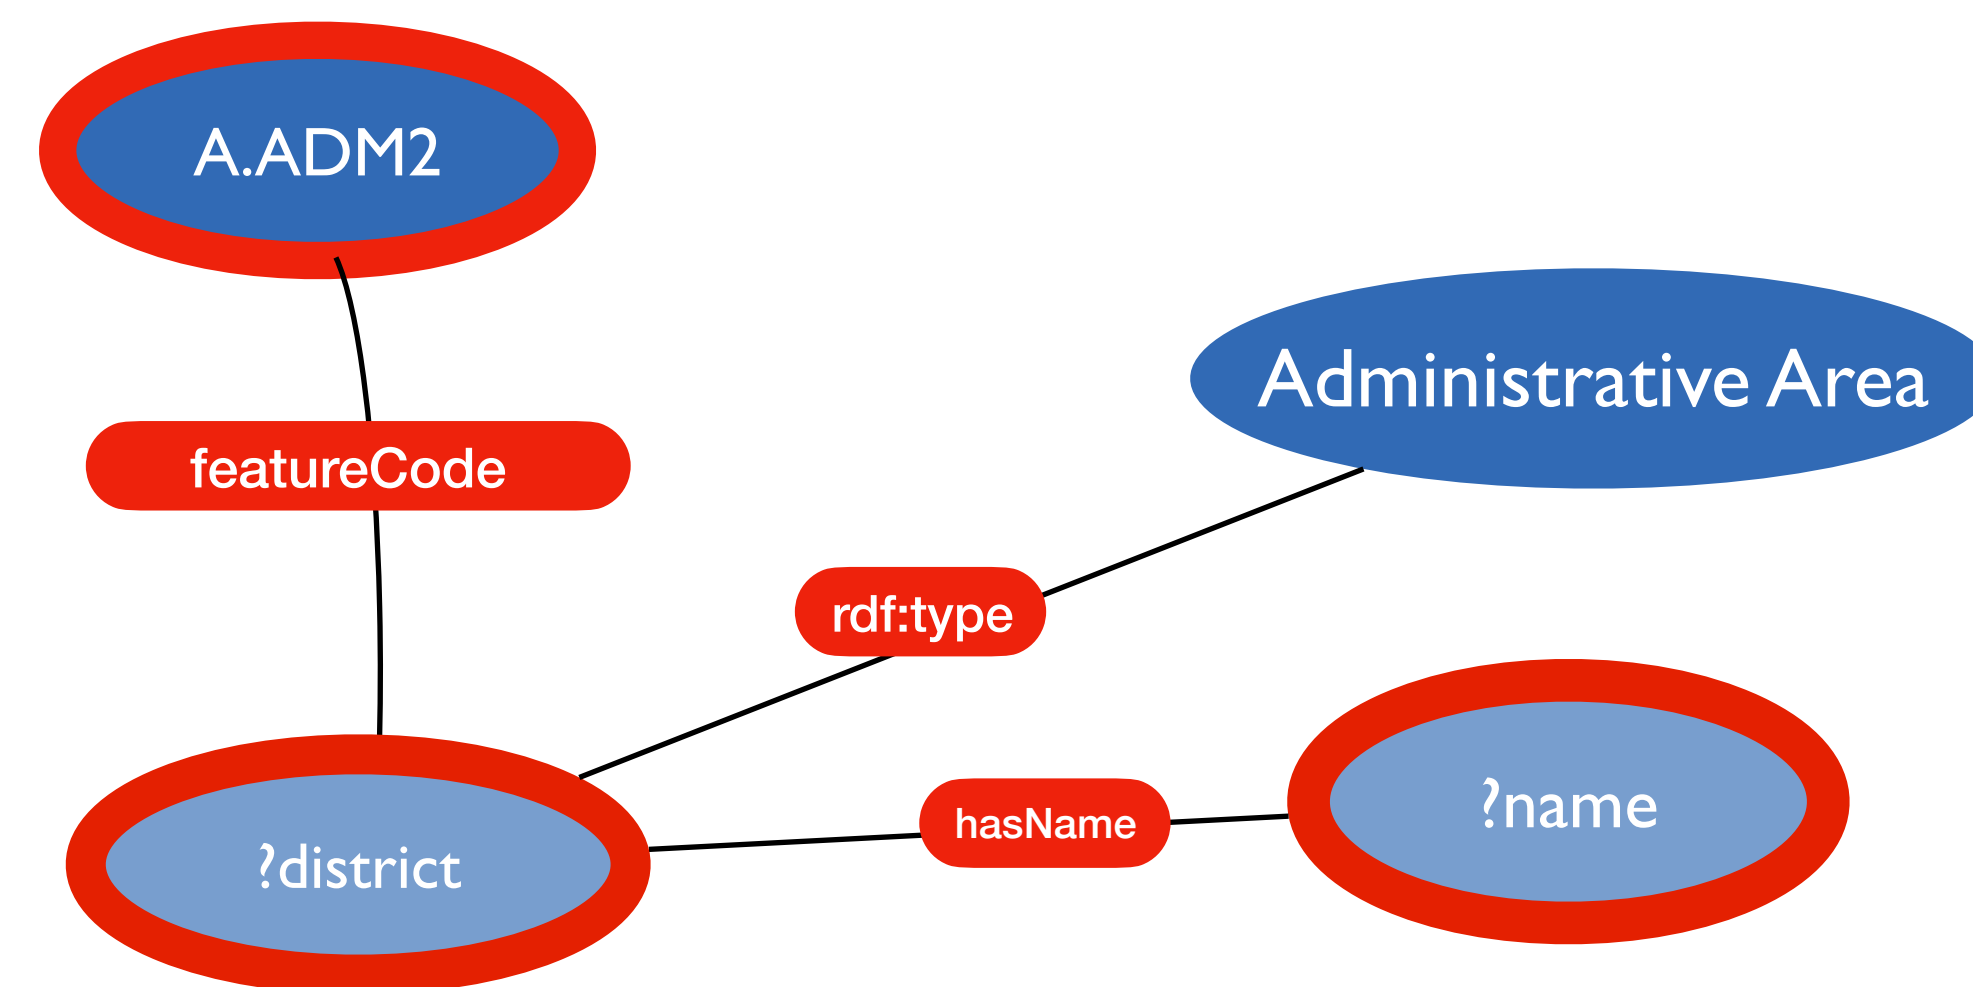 A.ADM2
Administrative Area
featureCode
rdf:type
hasName
?name
?district